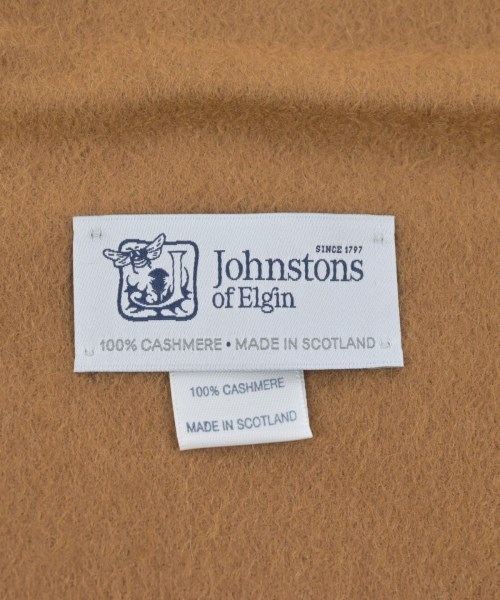 SINCE 1797
Johnstons
of Elgin
100% CASHMERE • MADE IN SCOTLAND
100% CASHMERE
MADE IN SCOTLAND